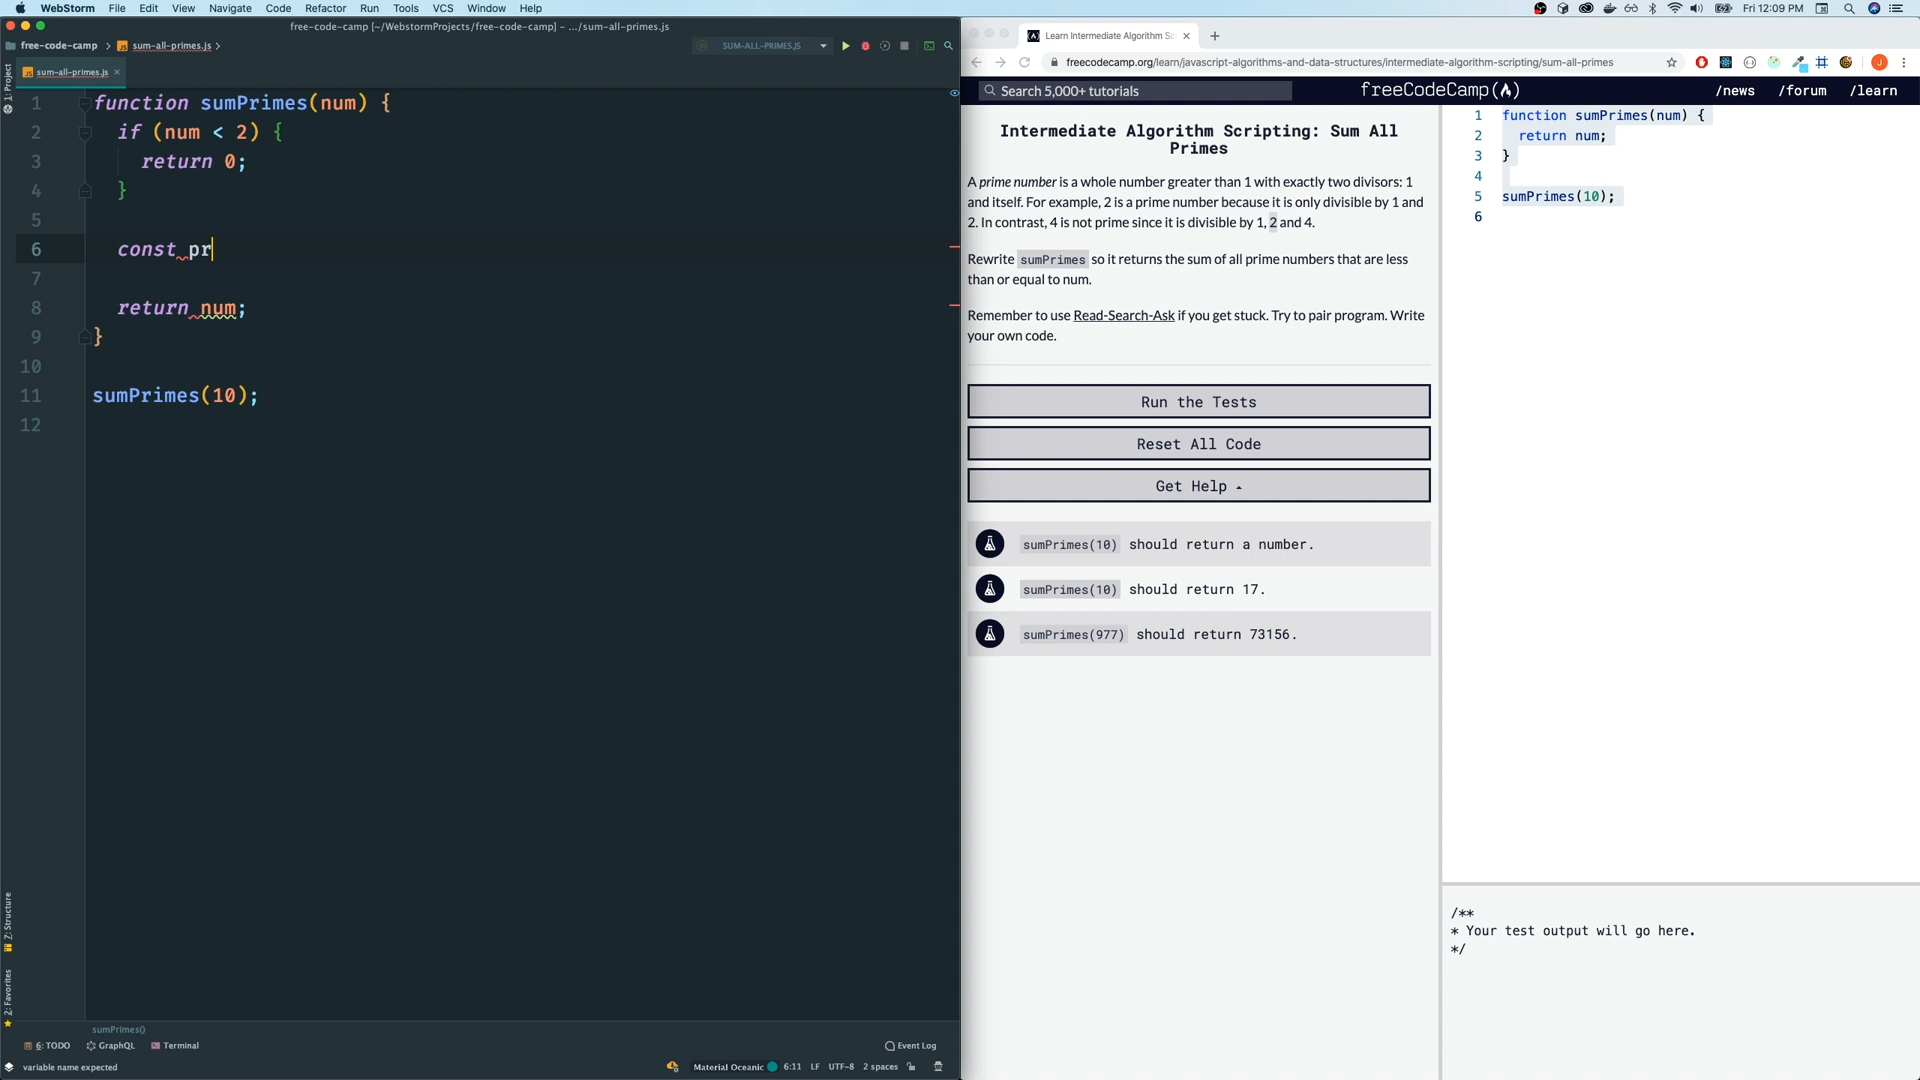 WebStorm File Edit View Navigate Code Refactor Run Tools VCS Window Help
Fri 12:09 PM
free-code-camp [~/WebstormProjects/free-code-camp] – .../sum-all-primes.js
free-code-camp
sum-all-primes.js
SUM-ALL-PRIMES.JS
sum-all-primes.js
1: Project
1 function sumPrimes(num) {
2 if (num < 2) {
3 return 0;
4 }
5
6 const pr
7
8 return num;
9 }
10
11 sumPrimes(10);
12
Z: Structure
2: Favorites
sumPrimes()
6: TODO GraphQL Terminal
Event Log
variable name expected
Material Oceanic 6:11 LF UTF-8 2 spaces
Learn Intermediate Algorithm Sc
freecodecamp.org/learn/javascript-algorithms-and-data-structures/intermediate-algorithm-scripting/sum-all-primes
J
Search 5,000+ tutorials
freeCodeCamp
/news /forum /learn
Intermediate Algorithm Scripting: Sum All
Primes
A prime number is a whole number greater than 1 with exactly two divisors: 1
and itself. For example, 2 is a prime number because it is only divisible by 1 and
2. In contrast, 4 is not prime since it is divisible by 1, 2 and 4.
Rewrite sumPrimes so it returns the sum of all prime numbers that are less
than or equal to num.
Remember to use Read-Search-Ask if you get stuck. Try to pair program. Write
your own code.
Run the Tests
Reset All Code
Get Help
sumPrimes(10) should return a number.
sumPrimes(10) should return 17.
sumPrimes(977) should return 73156.
1 function sumPrimes(num) {
2 return num;
3 }
4
5 sumPrimes(10);
6
/**
* Your test output will go here.
*/